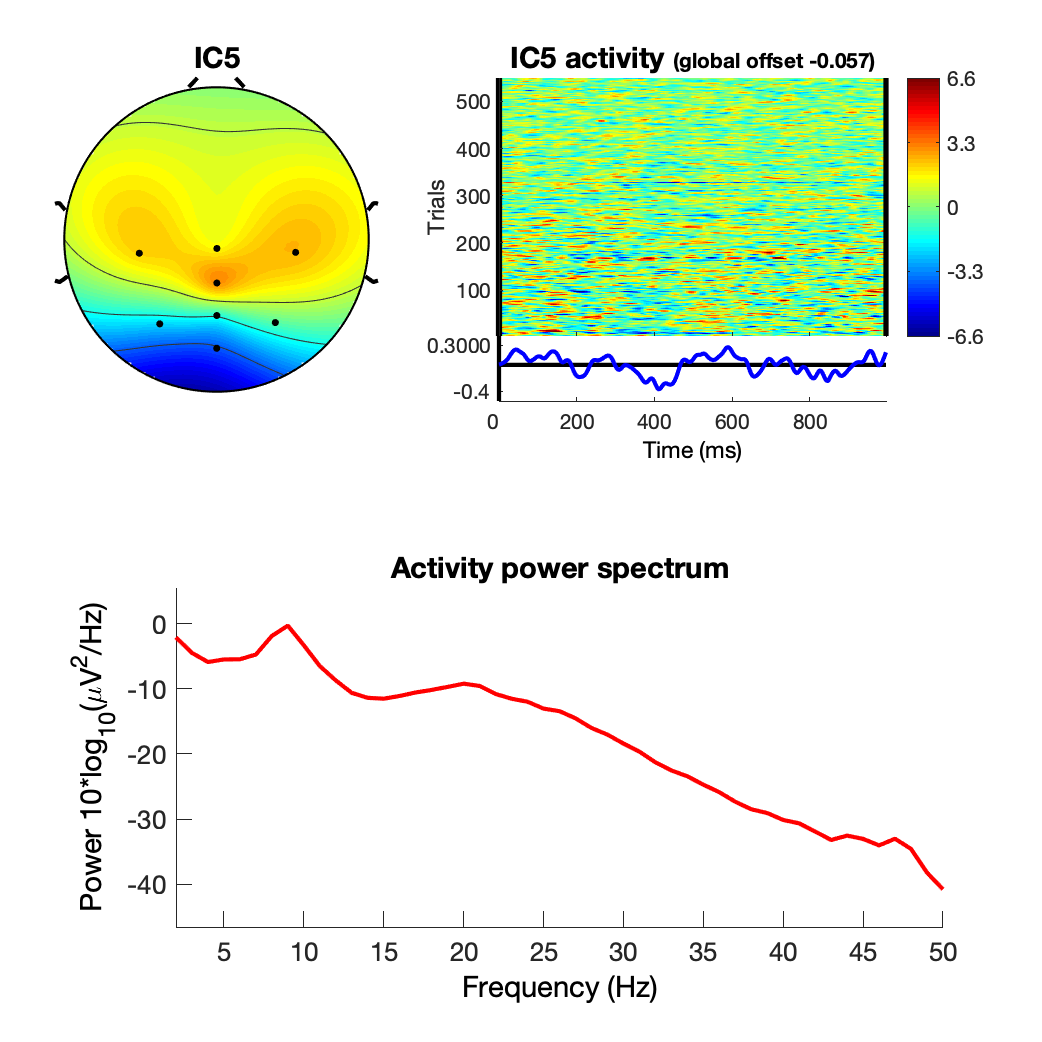 IC5
IC5 activity (global offset -0.057)
Trials
500
400
300
200
100
6.6
3.3
0
-3.3
-6.6
0.3000
-0.4
0 200 400 600 800
Time (ms)
Activity power spectrum
Power 10*log10(μV2/Hz)
0
-10
-20
-30
-40
5 10 15 20 25 30 35 40 45 50
Frequency (Hz)